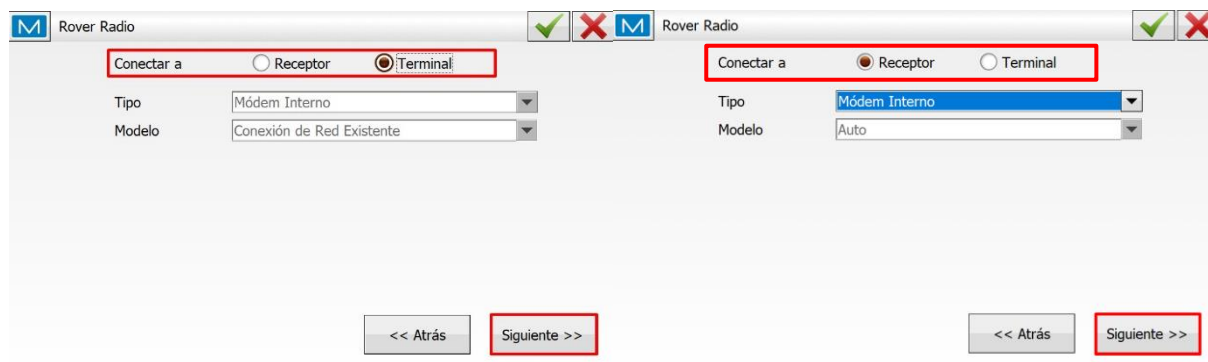 M Rover Radio
Conectar a Receptor Terminal
Tipo Módem Interno
Modelo Conexión de Red Existente
<< Atrás Siguiente >>
M Rover Radio
Conectar a Receptor Terminal
Tipo Módem Interno
Modelo Auto
<< Atrás Siguiente >>